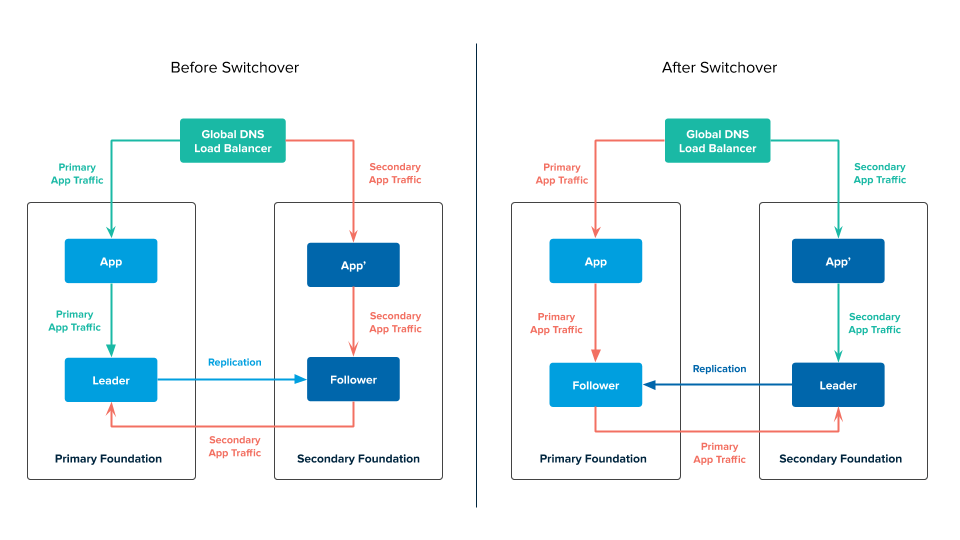 Before Switchover
Global DNS
Load Balancer
Primary
App Traffic
Secondary
App Traffic
App
App'
Primary
App Traffic
Secondary
App Traffic
Replication
Leader
Follower
Secondary
App Traffic
Primary Foundation
Secondary Foundation
After Switchover
Global DNS
Load Balancer
Primary
App Traffic
Secondary
App Traffic
App
App'
Primary
App Traffic
Secondary
App Traffic
Replication
Follower
Leader
Primary
App Traffic
Primary Foundation
Secondary Foundation